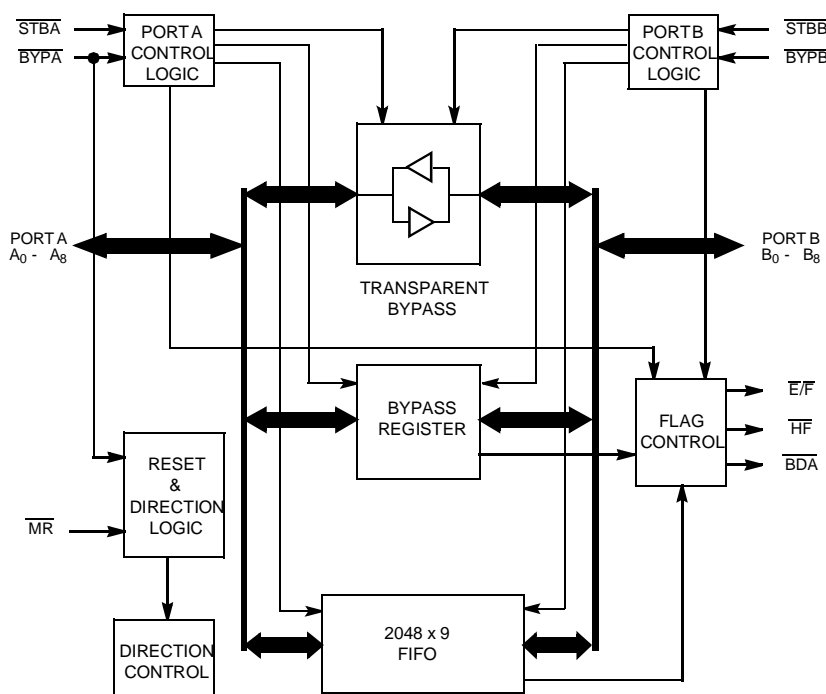 STBA
BYPA
PORT A
CONTROL
LOGIC
PORT B
CONTROL
LOGIC
STBB
BYPB
PORT A
A0 - A8
PORT B
B0 - B8
TRANSPARENT
BYPASS
BYPASS
REGISTER
FLAG
CONTROL
E/F
HF
BDA
RESET
&
DIRECTION
LOGIC
MR
DIRECTION
CONTROL
2048 x 9
FIFO